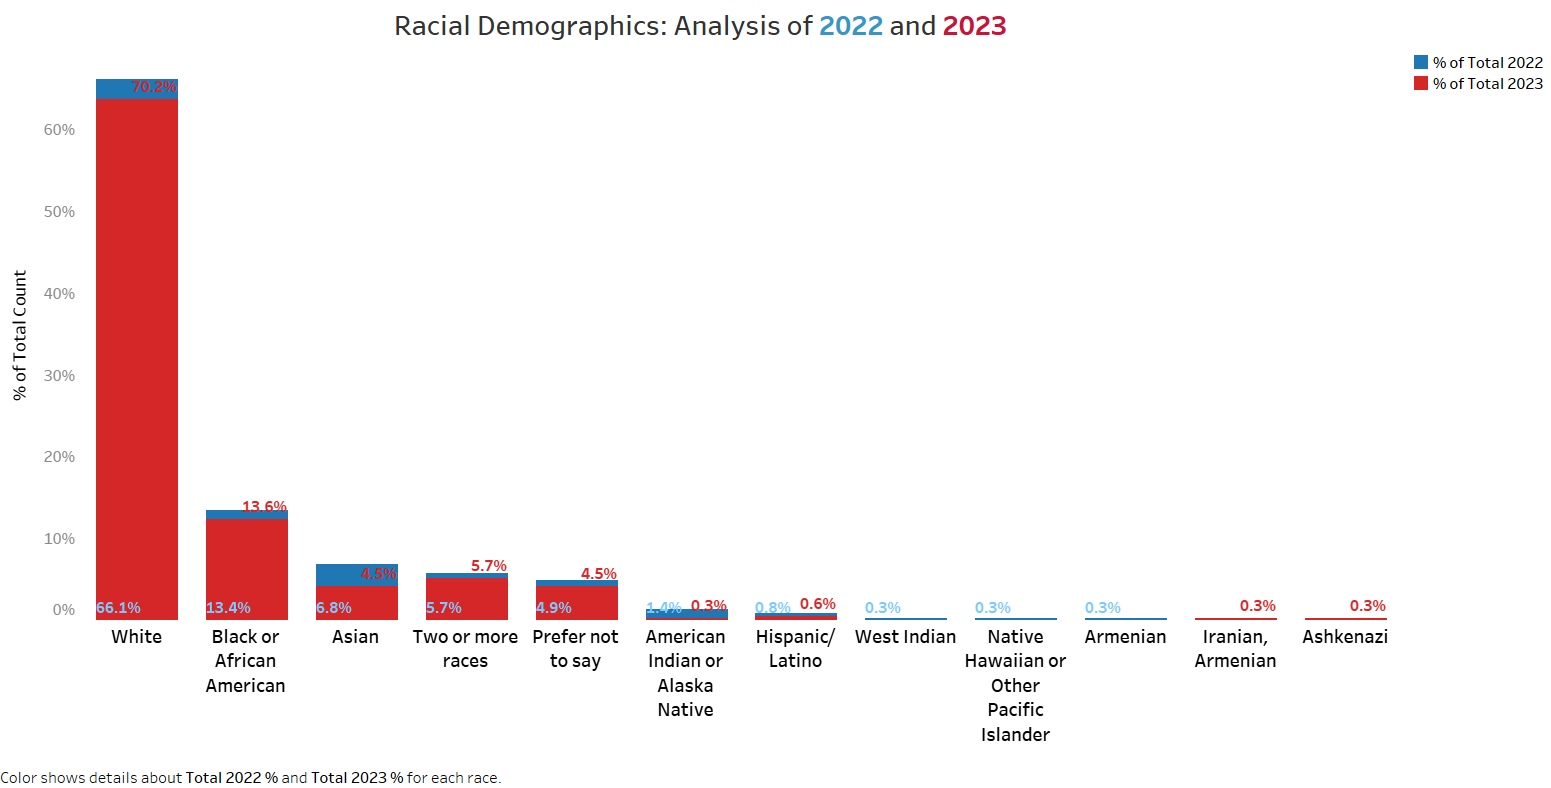 Racial Demographics: Analysis of 2022 and 2023
% of Total 2022
% of Total 2023
% of Total Count
60%
50%
40%
30%
20%
10%
0%
70.2%
66.1%
13.6%
13.4%
4.5%
6.8%
5.7%
5.7%
4.5%
4.9%
1.4%
0.3%
0.8%
0.6%
0.3%
0.3%
0.3%
0.3%
0.3%
White
Black or
African
American
Asian
Two or more
races
Prefer not
to say
American
Indian or
Alaska
Native
Hispanic/
Latino
West Indian
Native
Hawaiian or
Other
Pacific
Islander
Armenian
Iranian,
Armenian
Ashkenazi
Color shows details about Total 2022 % and Total 2023 % for each race.